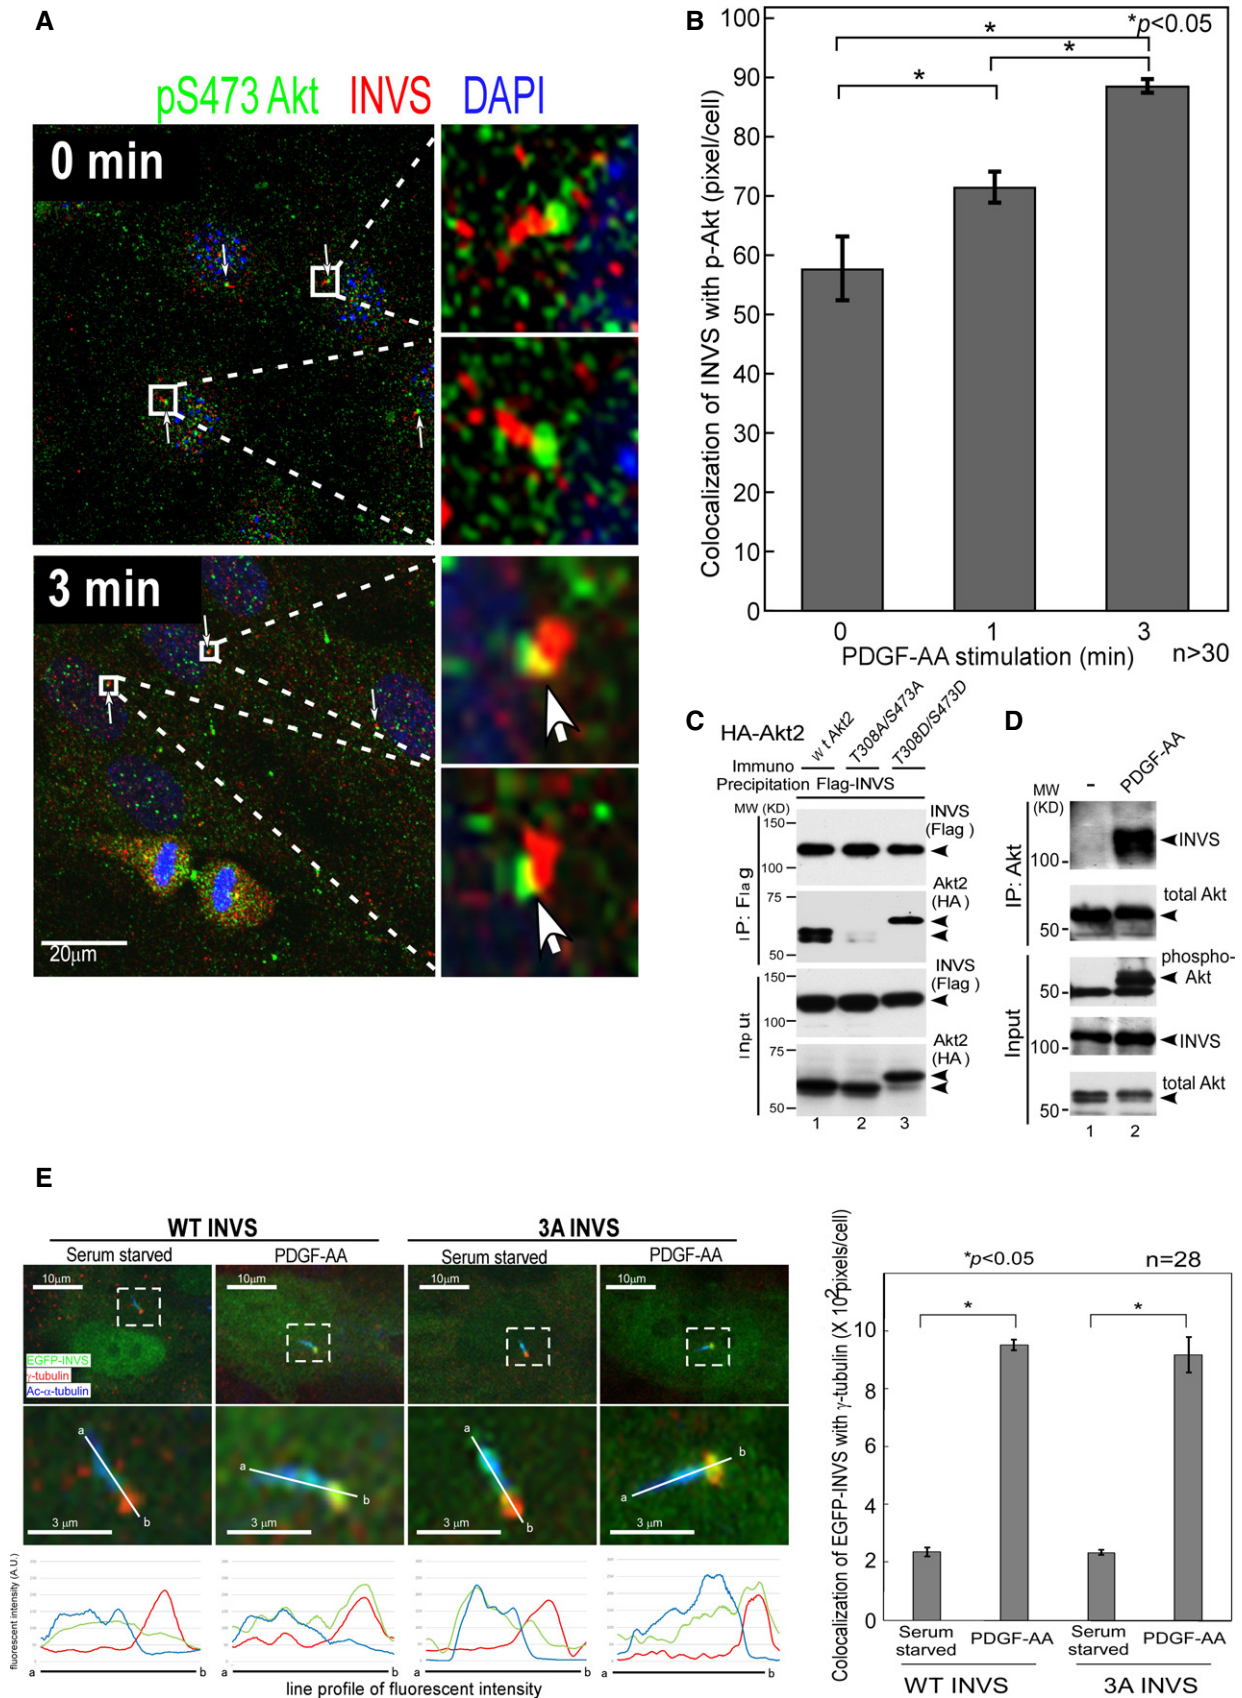 A
pS473 Akt INVS DAPI
0 min
3 min
20μm
B
Colocalization of INVS with p-Akt (pixel/cell)
*p<0.05
*
*
*
100
90
80
70
60
50
40
30
20
10
0
0 1 3
PDGF-AA stimulation (min) n>30
C
HA-Akt2
wt Akt2
T308A/S473A
T308D/S473D
Immuno
Precipitation Flag-INVS
MW (KD)
IP: Flag
150
100
INVS
(Flag)
75
50
Akt2
(HA)
Input
150
100
INVS
(Flag)
75
50
Akt2
(HA)
1 2 3
D
- PDGF-AA
MW
(KD)
IP: Akt
100
INVS
50
total Akt
Input
50
phospho-
Akt
100
INVS
50
total Akt
1 2
E
WT INVS 3A INVS
Serum starved PDGF-AA Serum starved PDGF-AA
10μm 10μm 10μm 10μm
EGFP-INVS
γ-tubulin
Ac-α-tubulin
a b a b a b a b
3 μm 3 μm 3 μm 3 μm
fluorescent intensity (A.U.)
a b a b a b a b
line profile of fluorescent intensity
Colocalization of EGFP-INVS with γ-tubulin (X 10² pixels/cell)
*p<0.05 n=28
* *
10
8
6
4
2
0
Serum
starved PDGF-AA Serum
starved PDGF-AA
WT INVS 3A INVS